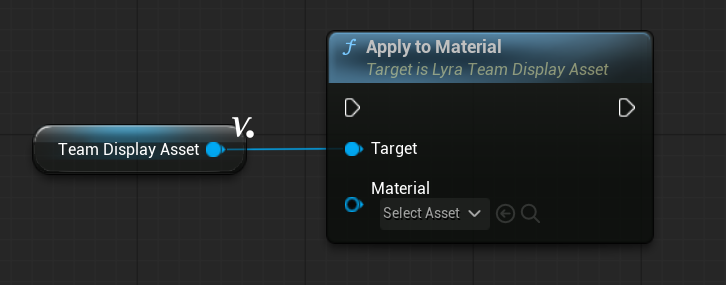 f Apply to Material
Target is Lyra Team Display Asset
V.
Team Display Asset
Target
Material
Select Asset